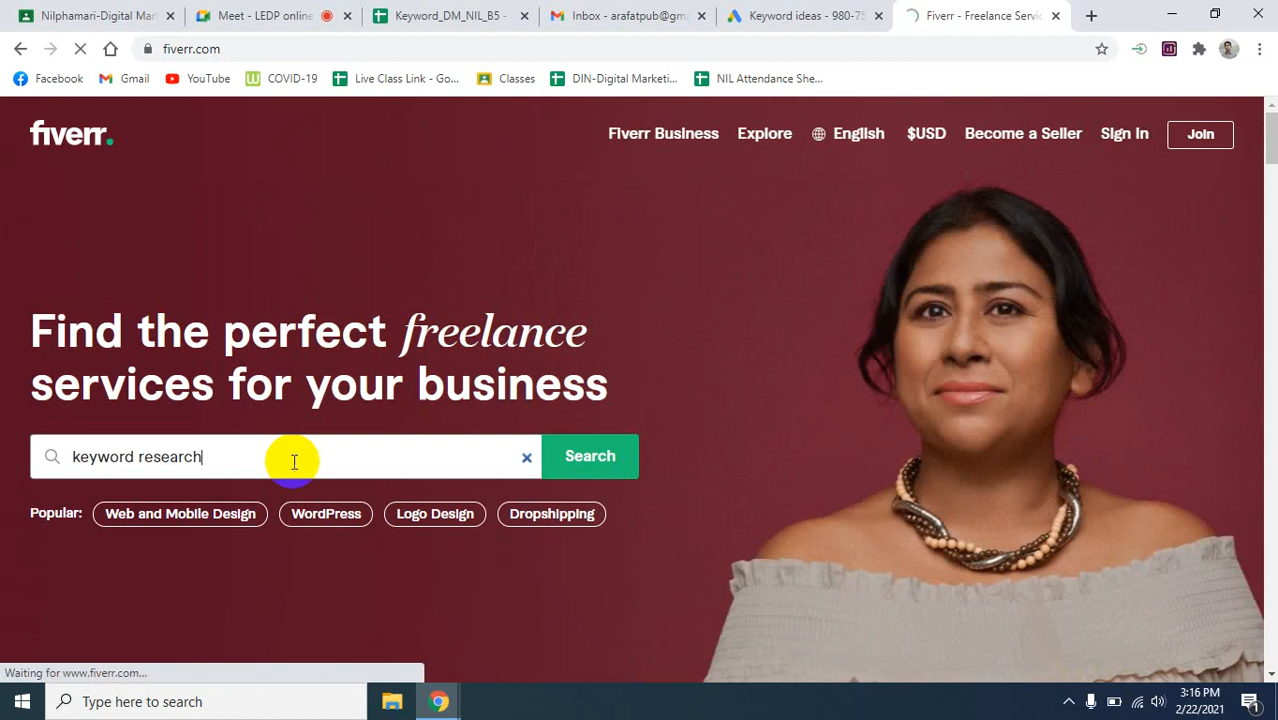 Nilphamari-Digital Mar
Meet - LEDP online
Keyword_DM_NIL_B5 -
Inbox - arafatpub@gm
Keyword ideas - 980-75
Fiverr - Freelance Servi
fiverr.com
Facebook
Gmail
YouTube
COVID-19
Live Class Link - Go...
Classes
DIN-Digital Marketi...
NIL Attendance She...
fiverr.
Fiverr Business
Explore
English
$USD
Become a Seller
Sign In
Join
Find the perfect freelance
services for your business
keyword research
Search
Popular:
Web and Mobile Design
WordPress
Logo Design
Dropshipping
Waiting for www.fiverr.com...
Type here to search
3:16 PM
2/22/2021
1